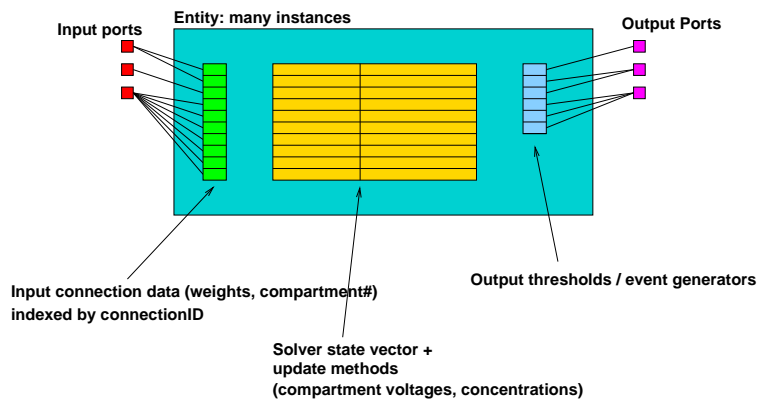 Entity: many instances
Input ports
Output Ports
Input connection data (weights, compartment#)
indexed by connectionID
Output thresholds / event generators
Solver state vector +
update methods
(compartment voltages, concentrations)